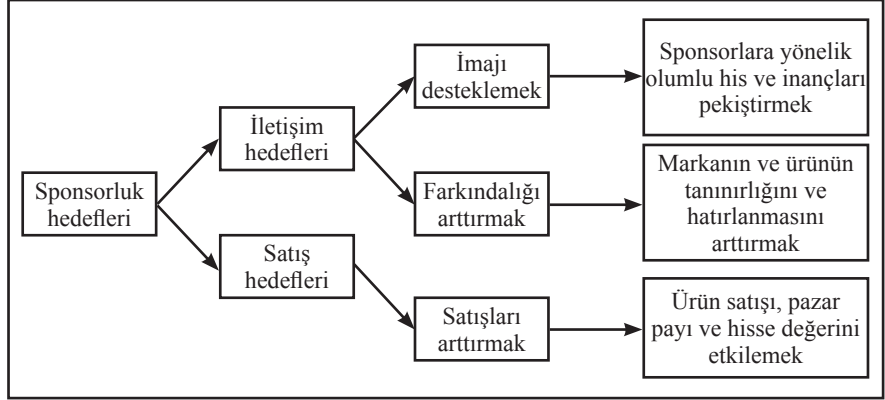 Sponsorluk
hedefleri
İletişim
hedefleri
Satış
hedefleri
İmajı
desteklemek
Farkındalığı
arttırmak
Satışları
arttırmak
Sponsorlara yönelik
olumlu his ve inançları
pekiştirmek
Markanın ve ürünün
tanınırlığını ve
hatırlanmasını
arttırmak
Ürün satışı, pazar
payı ve hisse değerini
etkilemek